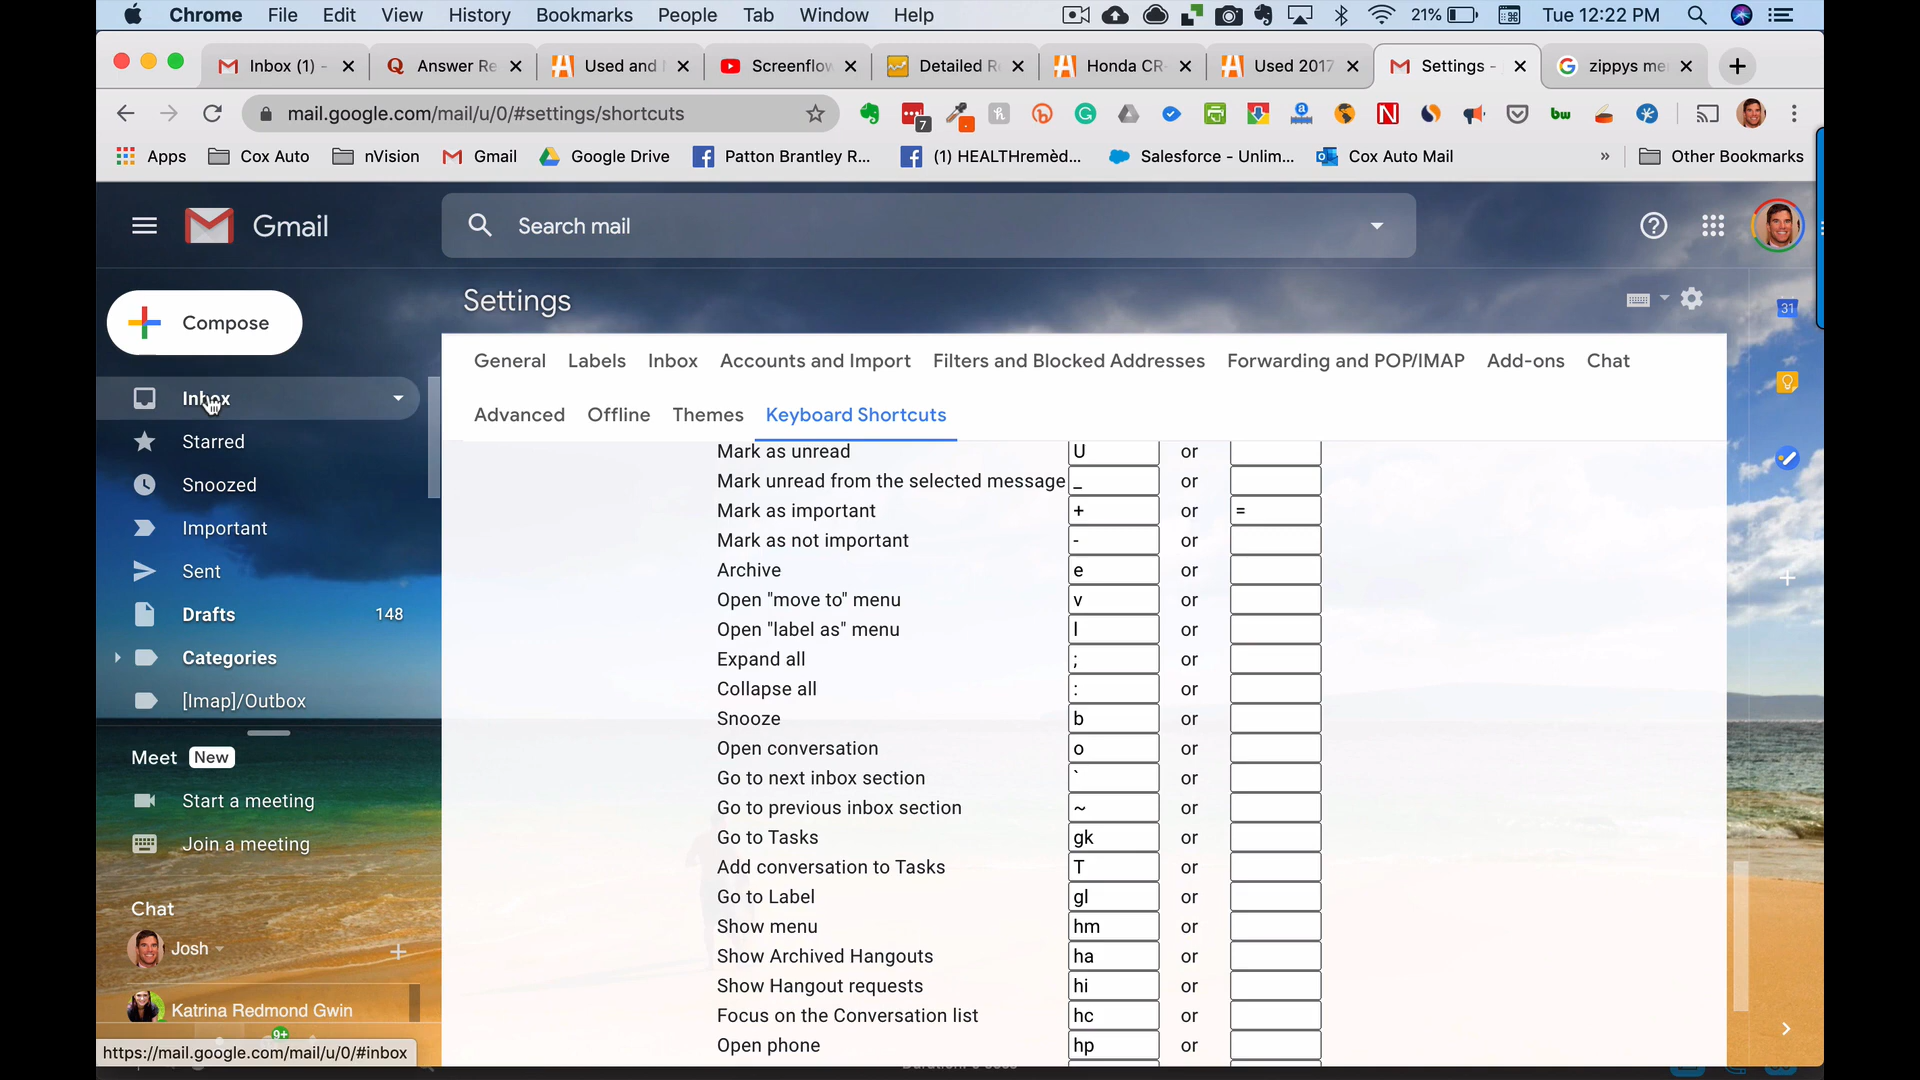 Chrome File Edit View History Bookmarks People Tab Window Help 21% Tue 12:22 PM
Inbox (1) - Answer Re Used and Screenflow Detailed R Honda CR- Used 2017 Settings - zippys me
mail.google.com/mail/u/0/#settings/shortcuts 7 bw
Apps Cox Auto nVision Gmail Google Drive Patton Brantley R... (1) HEALTHremèd... Salesforce - Unlim... Cox Auto Mail » Other Bookmarks
Gmail Search mail
Compose
Inbox
Starred
Snoozed
Important
Sent
Drafts 148
Categories
[Imap]/Outbox
Meet New
Start a meeting
Join a meeting
Chat
Josh
Katrina Redmond Gwin
9+
https://mail.google.com/mail/u/0/#inbox
Settings
General Labels Inbox Accounts and Import Filters and Blocked Addresses Forwarding and POP/IMAP Add-ons Chat
Advanced Offline Themes Keyboard Shortcuts
Mark as unread U or
Mark unread from the selected message _ or
Mark as important + or =
Mark as not important - or
Archive e or
Open "move to" menu v or
Open "label as" menu l or
Expand all ; or
Collapse all : or
Snooze b or
Open conversation o or
Go to next inbox section ` or
Go to previous inbox section ~ or
Go to Tasks gk or
Add conversation to Tasks T or
Go to Label gl or
Show menu hm or
Show Archived Hangouts ha or
Show Hangout requests hi or
Focus on the Conversation list hc or
Open phone hp or
31